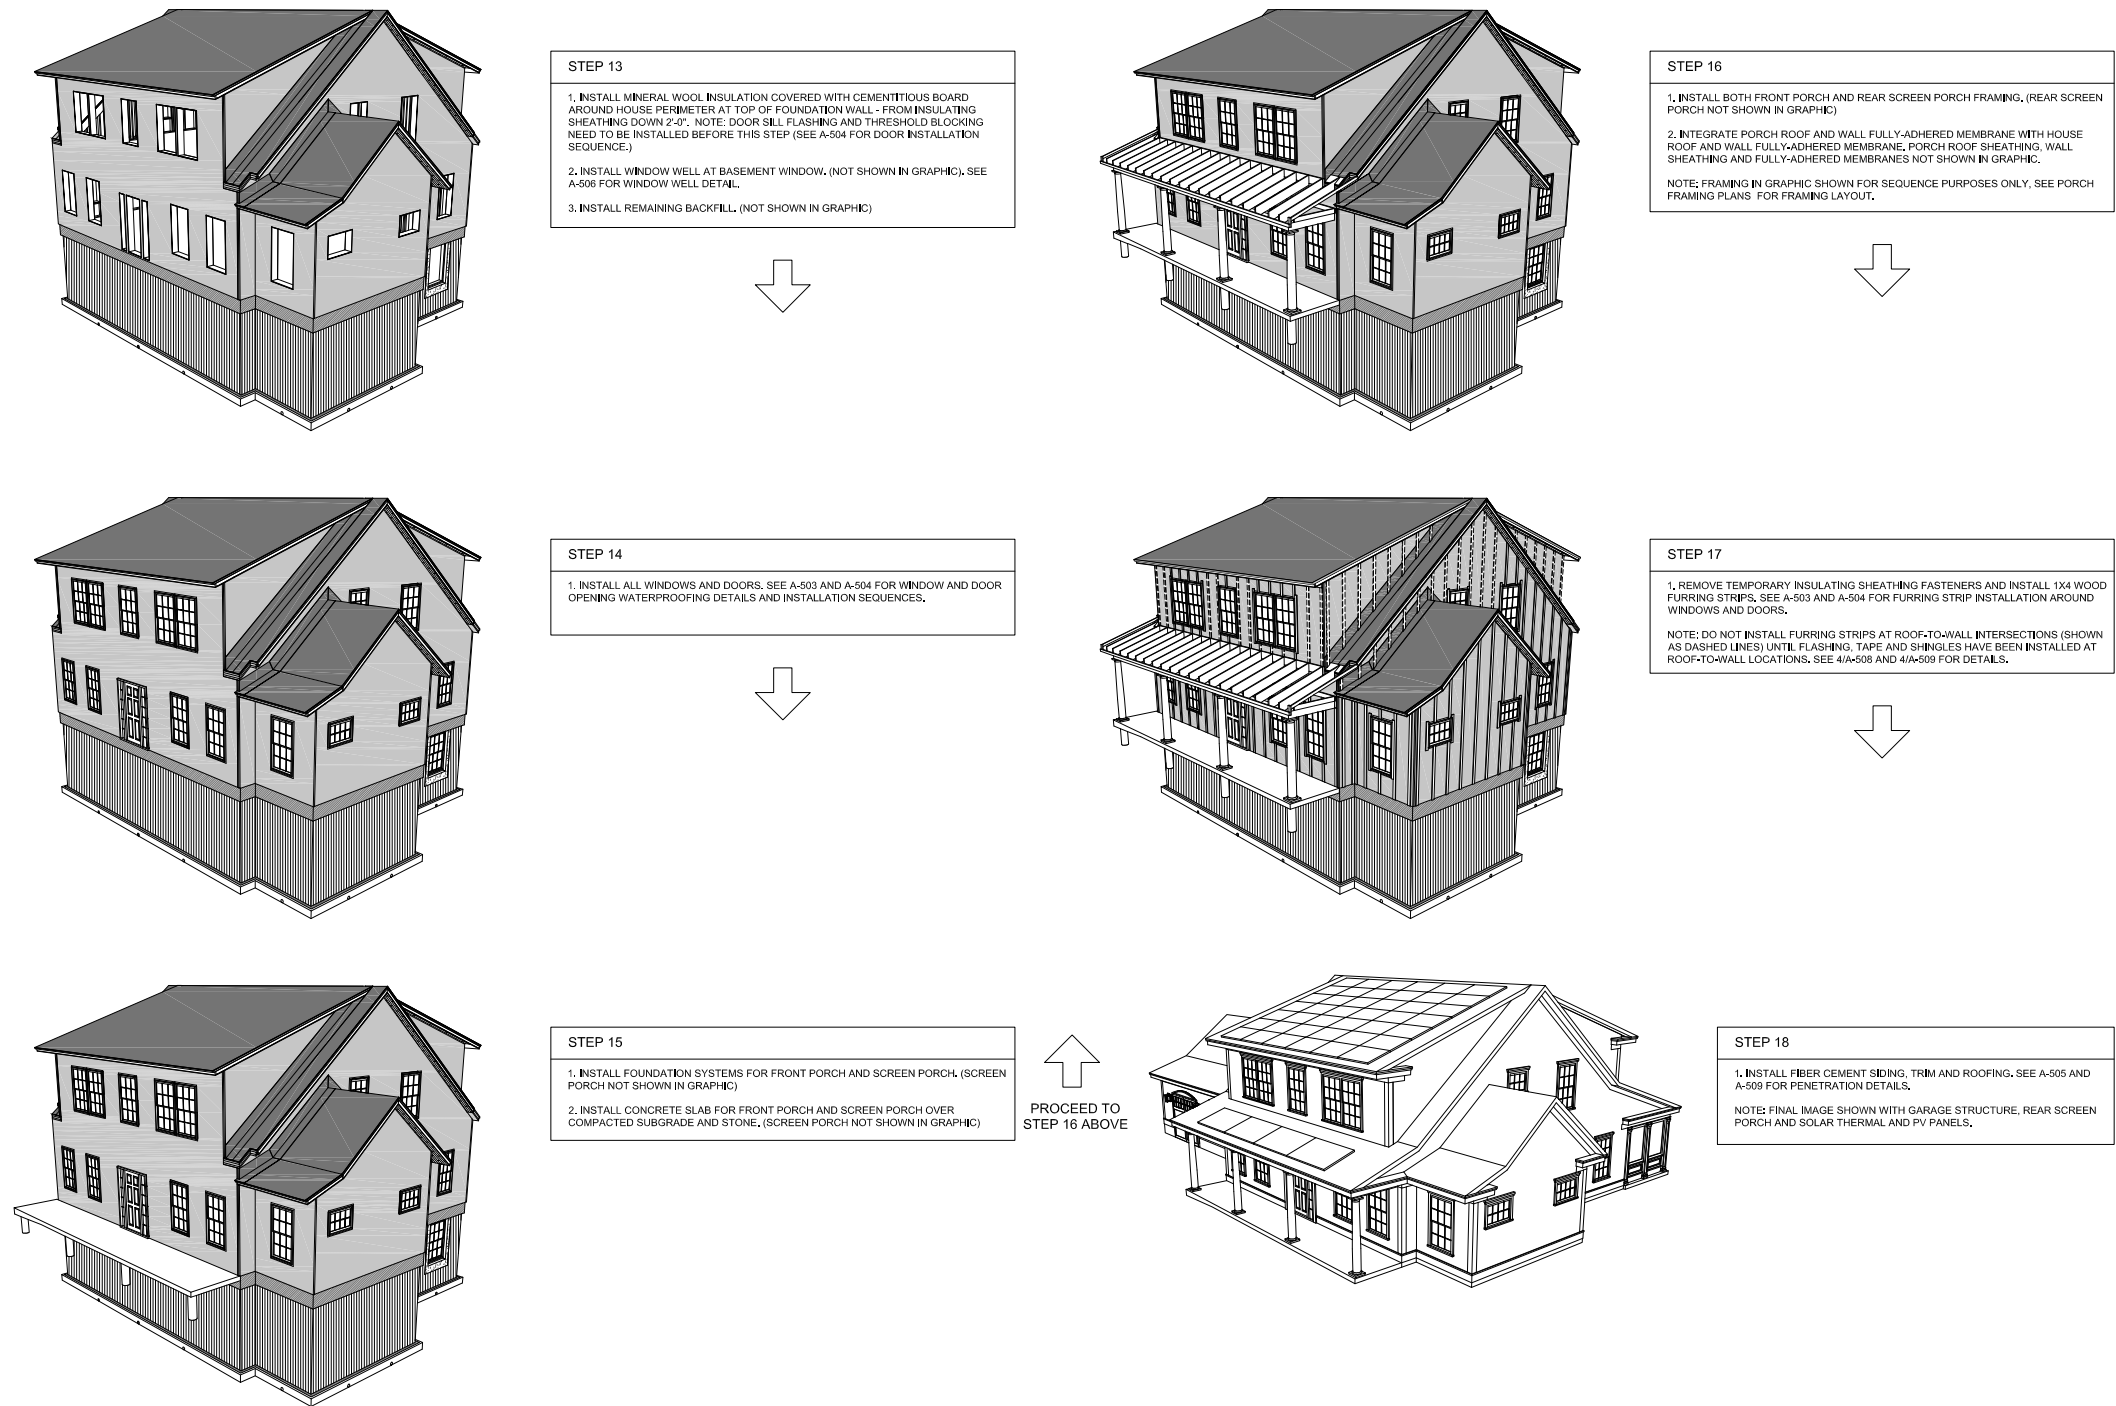 STEP 13
1. INSTALL MINERAL WOOL INSULATION COVERED WITH CEMENTITIOUS BOARD
AROUND HOUSE PERIMETER AT TOP OF FOUNDATION WALL - FROM INSULATING
SHEATHING DOWN 2'-0". NOTE: DOOR SILL FLASHING AND THRESHOLD BLOCKING
NEED TO BE INSTALLED BEFORE THIS STEP (SEE A-504 FOR DOOR INSTALLATION
SEQUENCE.)
2. INSTALL WINDOW WELL AT BASEMENT WINDOW. (NOT SHOWN IN GRAPHIC). SEE
A-506 FOR WINDOW WELL DETAIL.
3. INSTALL REMAINING BACKFILL. (NOT SHOWN IN GRAPHIC)
STEP 14
1. INSTALL ALL WINDOWS AND DOORS. SEE A-503 AND A-504 FOR WINDOW AND DOOR
OPENING WATERPROOFING DETAILS AND INSTALLATION SEQUENCES.
STEP 15
1. INSTALL FOUNDATION SYSTEMS FOR FRONT PORCH AND SCREEN PORCH. (SCREEN
PORCH NOT SHOWN IN GRAPHIC)
2. INSTALL CONCRETE SLAB FOR FRONT PORCH AND SCREEN PORCH OVER
COMPACTED SUBGRADE AND STONE. (SCREEN PORCH NOT SHOWN IN GRAPHIC)
PROCEED TO
STEP 16 ABOVE
STEP 16
1. INSTALL BOTH FRONT PORCH AND REAR SCREEN PORCH FRAMING. (REAR SCREEN
PORCH NOT SHOWN IN GRAPHIC)
2. INTEGRATE PORCH ROOF AND WALL FULLY-ADHERED MEMBRANE WITH HOUSE
ROOF AND WALL FULLY-ADHERED MEMBRANE. PORCH ROOF SHEATHING, WALL
SHEATHING AND FULLY-ADHERED MEMBRANES NOT SHOWN IN GRAPHIC.
NOTE: FRAMING IN GRAPHIC SHOWN FOR SEQUENCE PURPOSES ONLY, SEE PORCH
FRAMING PLANS FOR FRAMING LAYOUT.
STEP 17
1. REMOVE TEMPORARY INSULATING SHEATHING FASTENERS AND INSTALL 1X4 WOOD
FURRING STRIPS. SEE A-503 AND A-504 FOR FURRING STRIP INSTALLATION AROUND
WINDOWS AND DOORS.
NOTE: DO NOT INSTALL FURRING STRIPS AT ROOF-TO-WALL INTERSECTIONS (SHOWN
AS DASHED LINES) UNTIL FLASHING, TAPE AND SHINGLES HAVE BEEN INSTALLED AT
ROOF-TO-WALL LOCATIONS. SEE 4/A-508 AND 4/A-509 FOR DETAILS.
STEP 18
1. INSTALL FIBER CEMENT SIDING, TRIM AND ROOFING. SEE A-505 AND
A-509 FOR PENETRATION DETAILS.
NOTE: FINAL IMAGE SHOWN WITH GARAGE STRUCTURE, REAR SCREEN
PORCH AND SOLAR THERMAL AND PV PANELS.